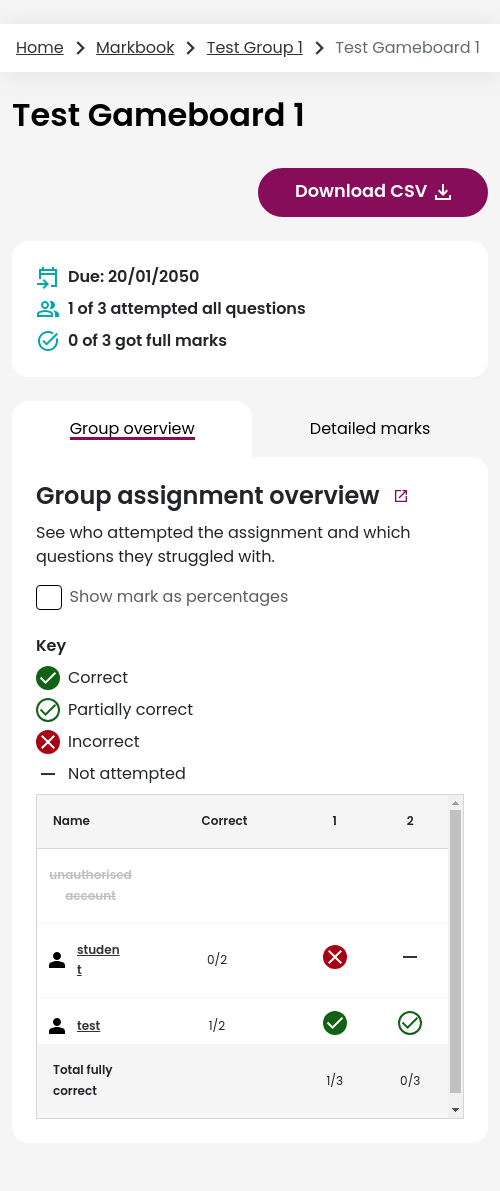 Home > Markbook > Test Group 1 > Test Gameboard 1
Test Gameboard 1
Download CSV
Due: 20/01/2050
1 of 3 attempted all questions
0 of 3 got full marks
Group overview Detailed marks
Group assignment overview
See who attempted the assignment and which
questions they struggled with.
Show mark as percentages
Key
Correct
Partially correct
Incorrect
Not attempted
Name Correct 1 2
unauthorised
account
studen
t
0/2
test 1/2
Total fully
correct
1/3 0/3